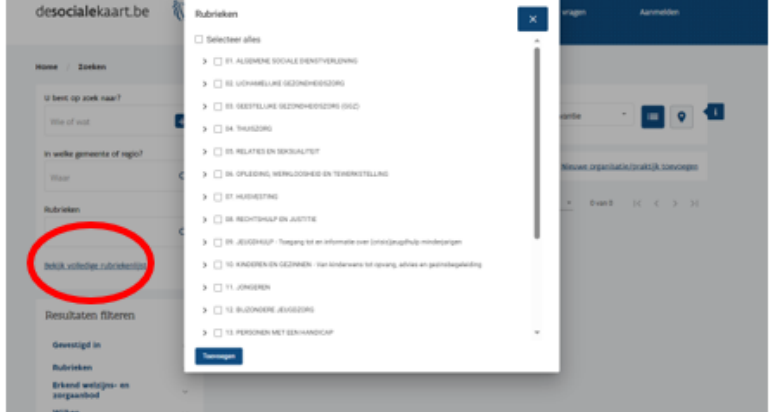 desocialekaart.be
vragen
Aanmelden
Home / Zoeken
U bent op zoek naar?
Wie of wat
In welke gemeente of regio?
Waar
Rubrieken
Bekijk volledige rubriekenlijst
Resultaten filteren
Gevestigd in
Rubrieken
Erkend welzijns- en
zorgaanbod
Rubrieken
×
Selecteer alles
01. ALGEMENE SOCIALE DIENSTVERLENING
02. LICHAMELIJKE GEZONDHEIDSZORG
03. GEESTELIJKE GEZONDHEIDSZORG (GGZ)
04. THUISZORG
05. RELATIES EN SEKSUALITEIT
06. OPLEIDING, WERKLOOSHEID EN TEWERKSTELLING
07. HUISVESTING
08. RECHTSHULP EN JUSTITIE
09. JEUGDHULP - Toegang tot en informatie over (crisis)jeugdhulp minderjarigen
10. KINDEREN EN GEZINNEN - Van kinderwens tot opvang, advies en gezinsbegeleiding
11. JONGEREN
12. BIJZONDERE JEUGDZORG
13. PERSONEN MET EEN HANDICAP
Toevoegen
i
Nieuwe organisatie/praktijk toevoegen
0 van 0